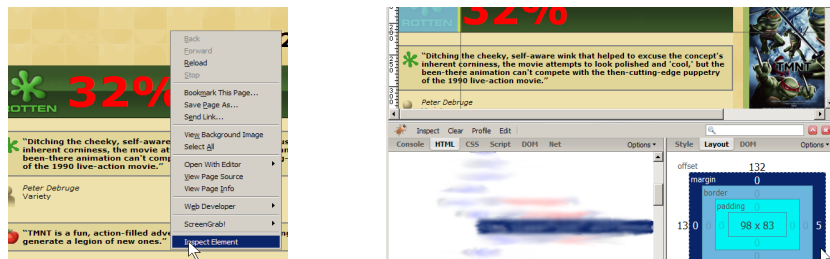 Back
Forward
Reload
Stop
Bookmark This Page...
Save Page As...
Send Link...
View Background Image
Select All
Open With Editor
View Page Source
View Page Info
Web Developer
ScreenGrab!
Inspect Element
2
ROTTEN 32%
"Ditching the cheeky, self-aware
inherent corniness, the movie at
been-there animation can't comp
of the 1990 live-action movie."
Peter Debruge
Variety
"TMNT is a fun, action-filled adve
generate a legion of new ones."
ROTTEN 32%
"Ditching the cheeky, self-aware wink that helped to excuse the concept's
inherent corniness, the movie attempts to look polished and 'cool,' but the
been-there animation can't compete with the then-cutting-edge puppetry
of the 1990 live-action movie."
Peter Debruge
TMNT
Inspect Clear Profile Edit
Console HTML CSS Script DOM Net Options
Style Layout DOM Options
offset 132
margin 0
border 0
padding 0
13 0 0 0 98 x 83 0 0 5
0